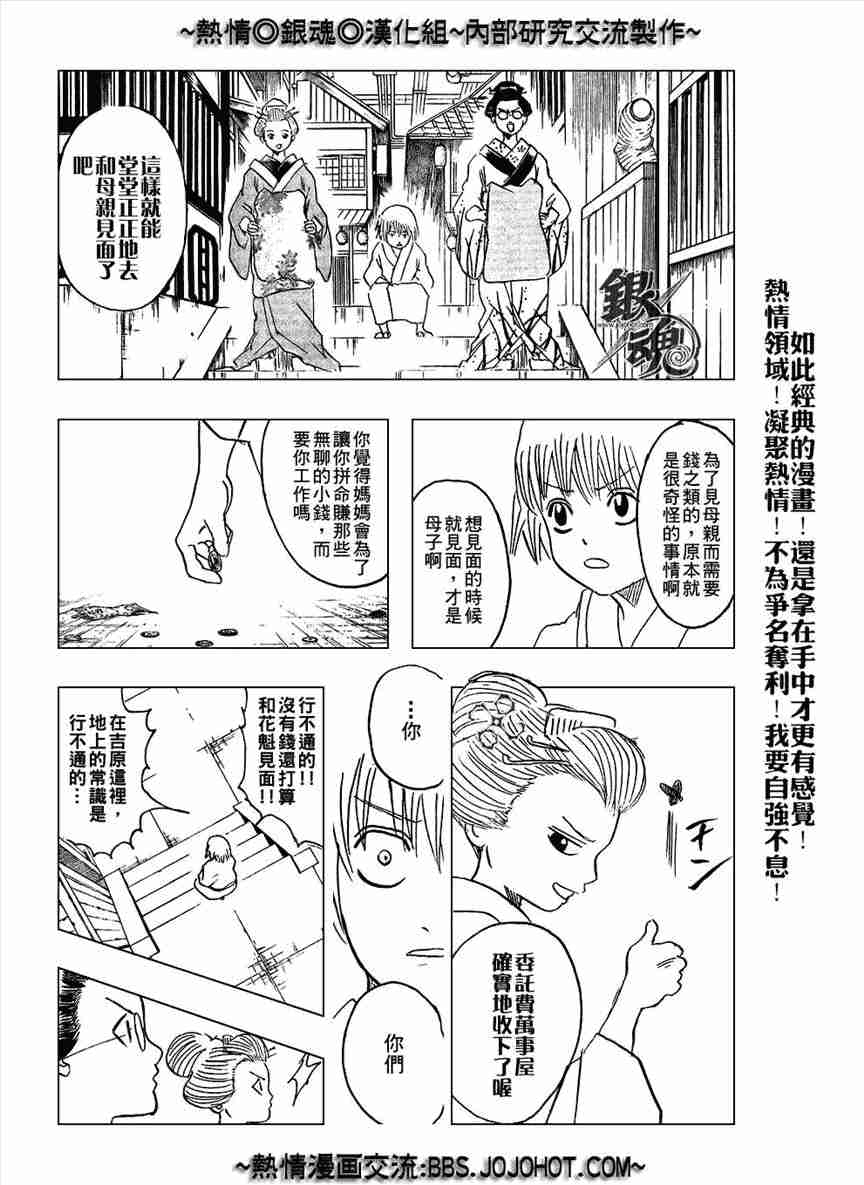 ~熱情◎銀魂◎漢化組~內部研究交流製作~
這樣就能
堂堂正正地去
和母親見面了
吧
銀魂
為了見母親而需要
錢之類的，原本就
是很奇怪的事情啊
想見面的時候
就見面，才是
母子啊
你覺得媽媽會為了
讓你拼命賺那些
無聊的小錢，而
要你工作嗎
チン
委託費萬事屋
確實地收下了喔
…你
你們
行不通的!!
沒有錢還打算
和花魁見面!!
在吉原這裡，
地上的常識是
行不通的…
如此經典的漫畫！還是拿在手中才更有感覺！
熱情領域！凝聚熱情！不為爭名奪利！我要自強不息！
~熱情漫画交流:BBS.JOJOHOT.COM~